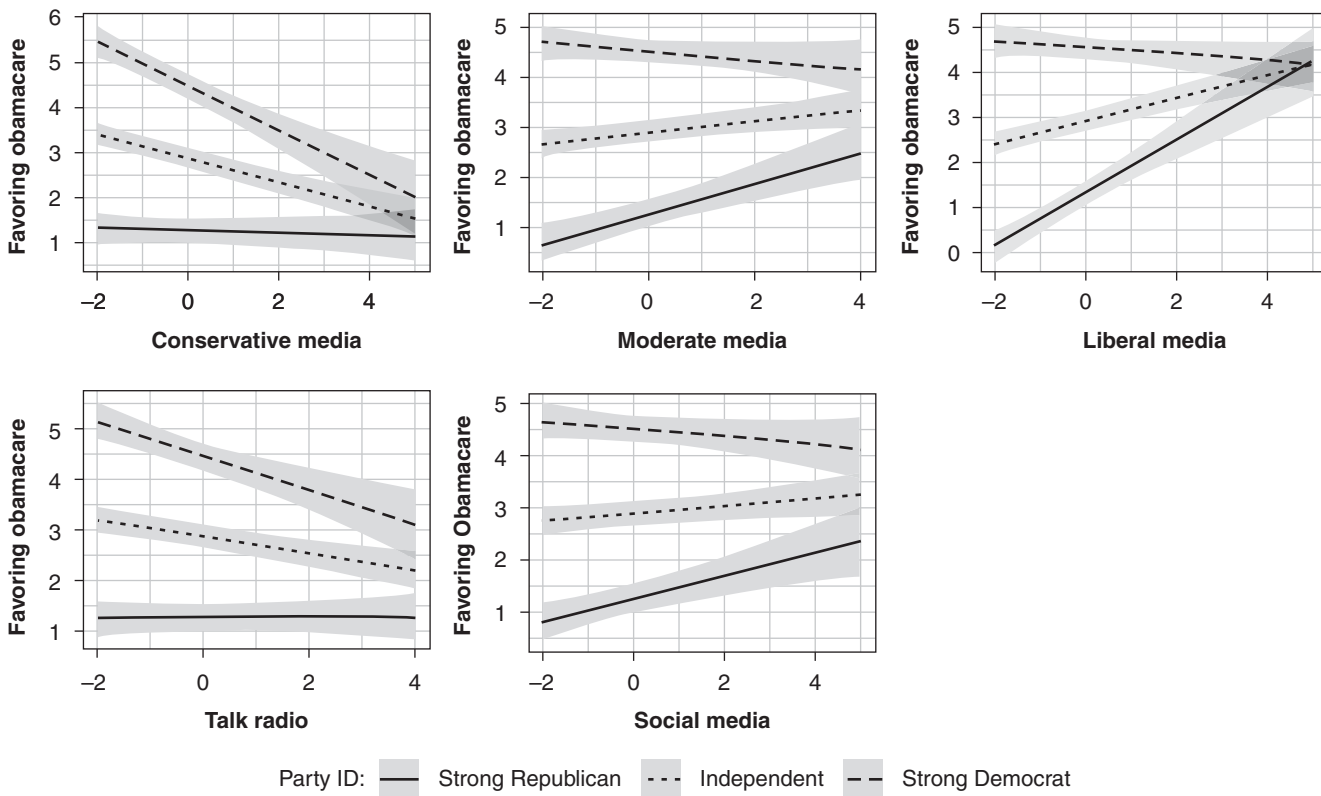 Favoring obamacare
6
5
4
3
2
1
–2 0 2 4
Conservative media
Favoring obamacare
5
4
3
2
1
–2 0 2 4
Moderate media
Favoring obamacare
5
4
3
2
1
0
–2 0 2 4
Liberal media
Favoring obamacare
5
4
3
2
1
–2 0 2 4
Talk radio
Favoring Obamacare
5
4
3
2
1
–2 0 2 4
Social media
Party ID: Strong Republican Independent Strong Democrat